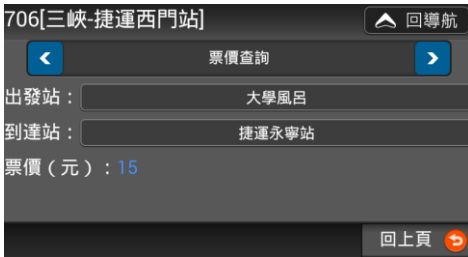 706[三峽-捷運西門站]
回導航
票價查詢
出發站：大學風呂
到達站：捷運永寧站
票價（元）：15
回上頁